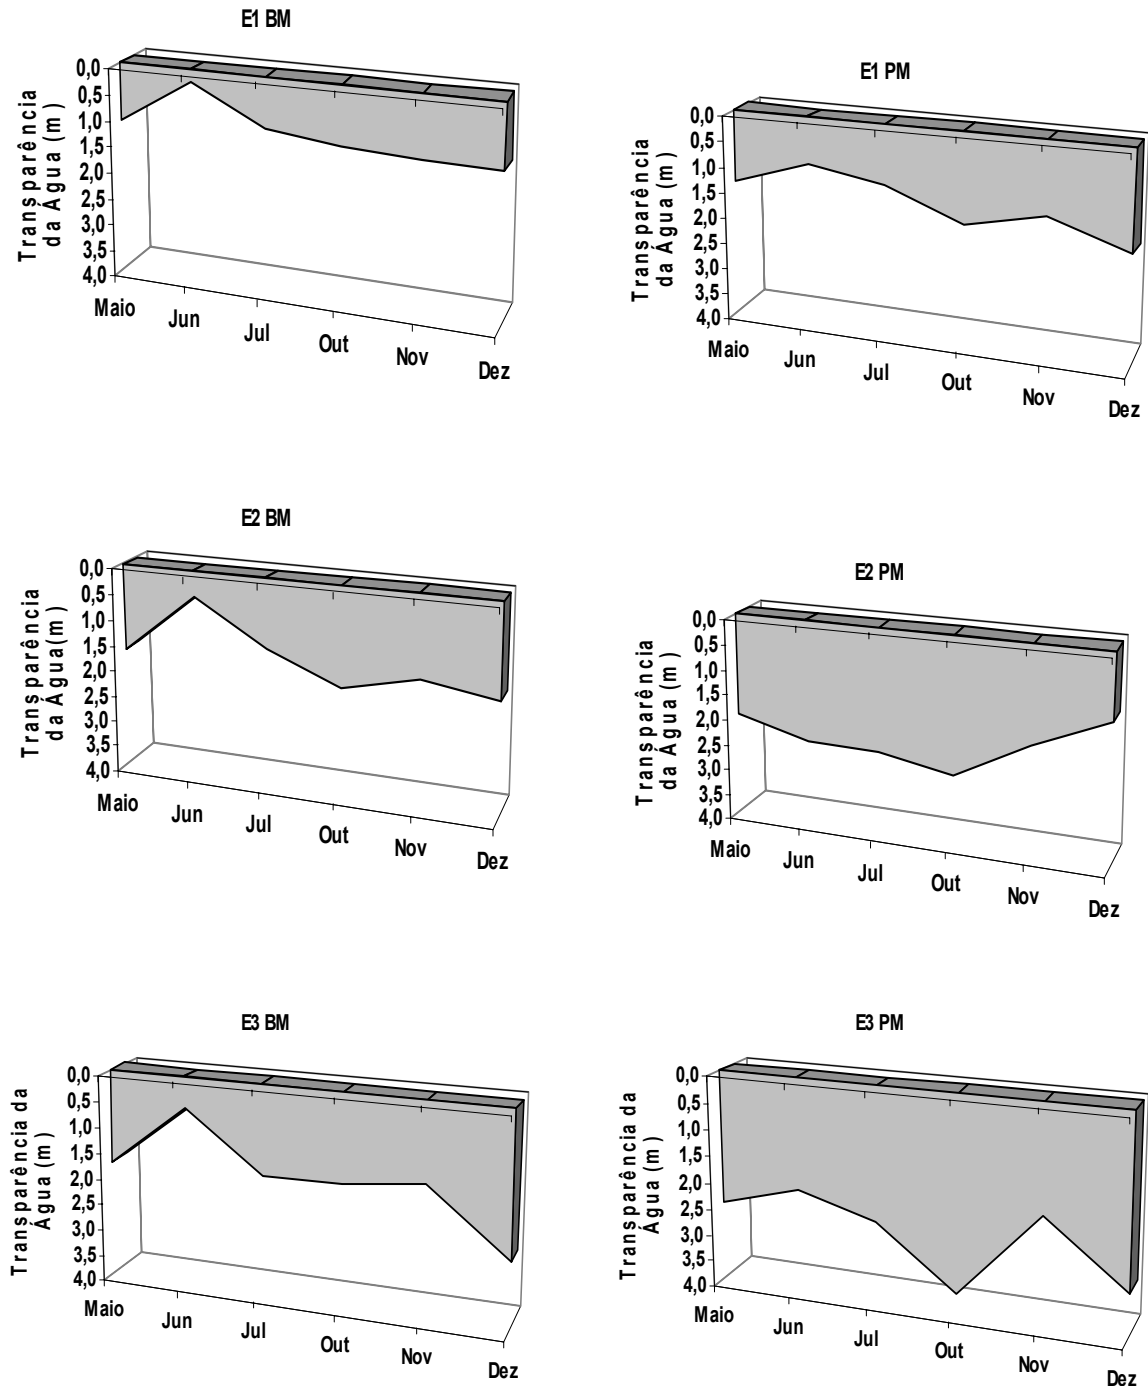 E1 BM
Transparência
da Água (m )
0,0
0,5
1,0
1,5
2,0
2,5
3,0
3,5
4,0
Maio
Jun
Jul
Out
Nov
Dez
E1 PM
Transparência
da Água (m )
0,0
0,5
1,0
1,5
2,0
2,5
3,0
3,5
4,0
Maio
Jun
Jul
Out
Nov
Dez
E2 BM
Transparência
da Água(m )
0,0
0,5
1,0
1,5
2,0
2,5
3,0
3,5
4,0
Maio
Jun
Jul
Out
Nov
Dez
E2 PM
Transparência
da Água (m )
0,0
0,5
1,0
1,5
2,0
2,5
3,0
3,5
4,0
Maio
Jun
Jul
Out
Nov
Dez
E3 BM
Transparência da
Água (m )
0,0
0,5
1,0
1,5
2,0
2,5
3,0
3,5
4,0
Maio
Jun
Jul
Out
Nov
Dez
E3 PM
Transparência da
Água (m )
0,0
0,5
1,0
1,5
2,0
2,5
3,0
3,5
4,0
Maio
Jun
Jul
Out
Nov
Dez